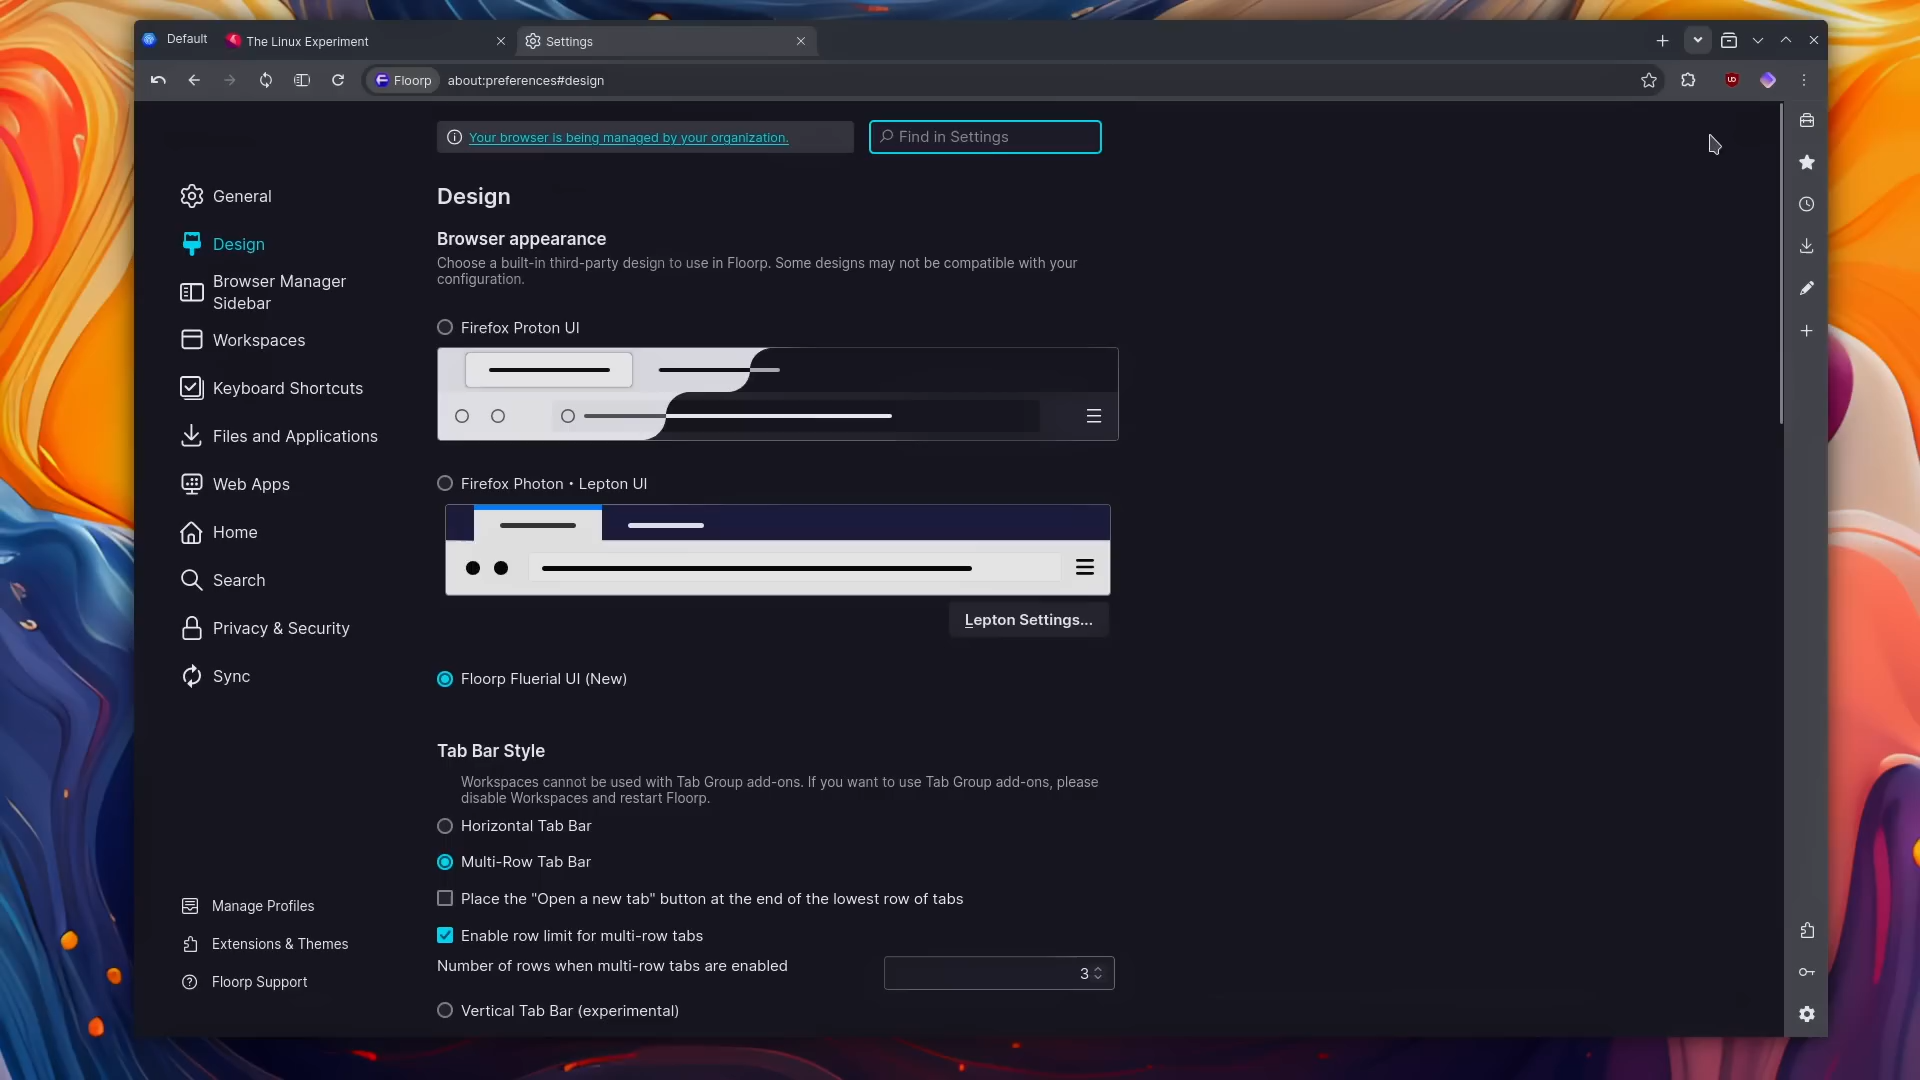 Default
The Linux Experiment
Settings
Floorp
about:preferences#design
Your browser is being managed by your organization.
Find in Settings
General
Design
Browser Manager
Sidebar
Workspaces
Keyboard Shortcuts
Files and Applications
Web Apps
Home
Search
Privacy & Security
Sync
Manage Profiles
Extensions & Themes
Floorp Support
Design
Browser appearance
Choose a built-in third-party design to use in Floorp. Some designs may not be compatible with your
configuration.
Firefox Proton UI
Firefox Photon・Lepton UI
Lepton Settings...
Floorp Fluerial UI (New)
Tab Bar Style
Workspaces cannot be used with Tab Group add-ons. If you want to use Tab Group add-ons, please
disable Workspaces and restart Floorp.
Horizontal Tab Bar
Multi-Row Tab Bar
Place the "Open a new tab" button at the end of the lowest row of tabs
Enable row limit for multi-row tabs
Number of rows when multi-row tabs are enabled
3
Vertical Tab Bar (experimental)